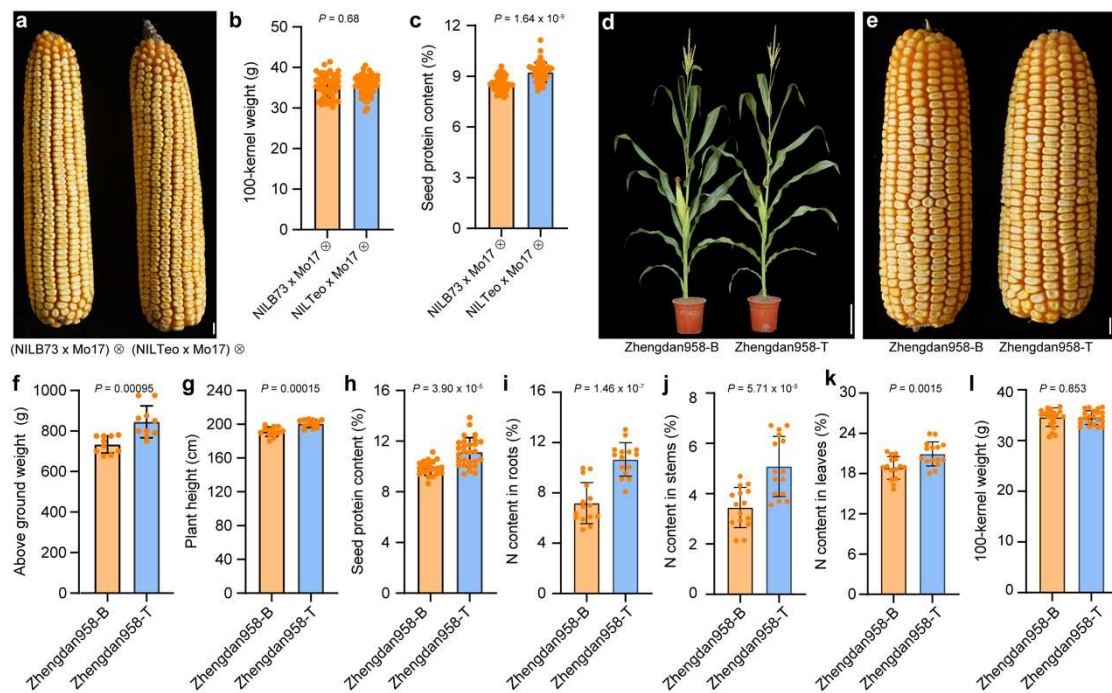 a
(NILB73 x Mo17) ⊗ (NILTeo x Mo17) ⊗
b
P = 0.68
100-kernel weight (g)
50
40
30
20
10
0
NILB73 x Mo17 ⊗
NILTeo x Mo17 ⊗
c
P = 1.64 x 10⁻⁹
Seed protein content (%)
12
9
6
3
0
NILB73 x Mo17 ⊗
NILTeo x Mo17 ⊗
d
Zhengdan958-B Zhengdan958-T
e
Zhengdan958-B Zhengdan958-T
f
P = 0.00095
Above ground weight (g)
1000
800
600
400
200
0
Zhengdan958-B
Zhengdan958-T
g
P = 0.00015
Plant height (cm)
240
200
160
120
80
40
0
Zhengdan958-B
Zhengdan958-T
h
P = 3.90 x 10⁻⁵
Seed protein content (%)
16
12
8
4
0
Zhengdan958-B
Zhengdan958-T
i
P = 1.46 x 10⁻⁷
N content in roots (%)
16
12
8
4
0
Zhengdan958-B
Zhengdan958-T
j
P = 5.71 x 10⁻⁵
N content in stems (%)
8
6
4
2
0
Zhengdan958-B
Zhengdan958-T
k
P = 0.0015
N content in leaves (%)
30
24
18
12
6
0
Zhengdan958-B
Zhengdan958-T
l
P = 0.853
100-kernel weight (g)
40
30
20
10
0
Zhengdan958-B
Zhengdan958-T